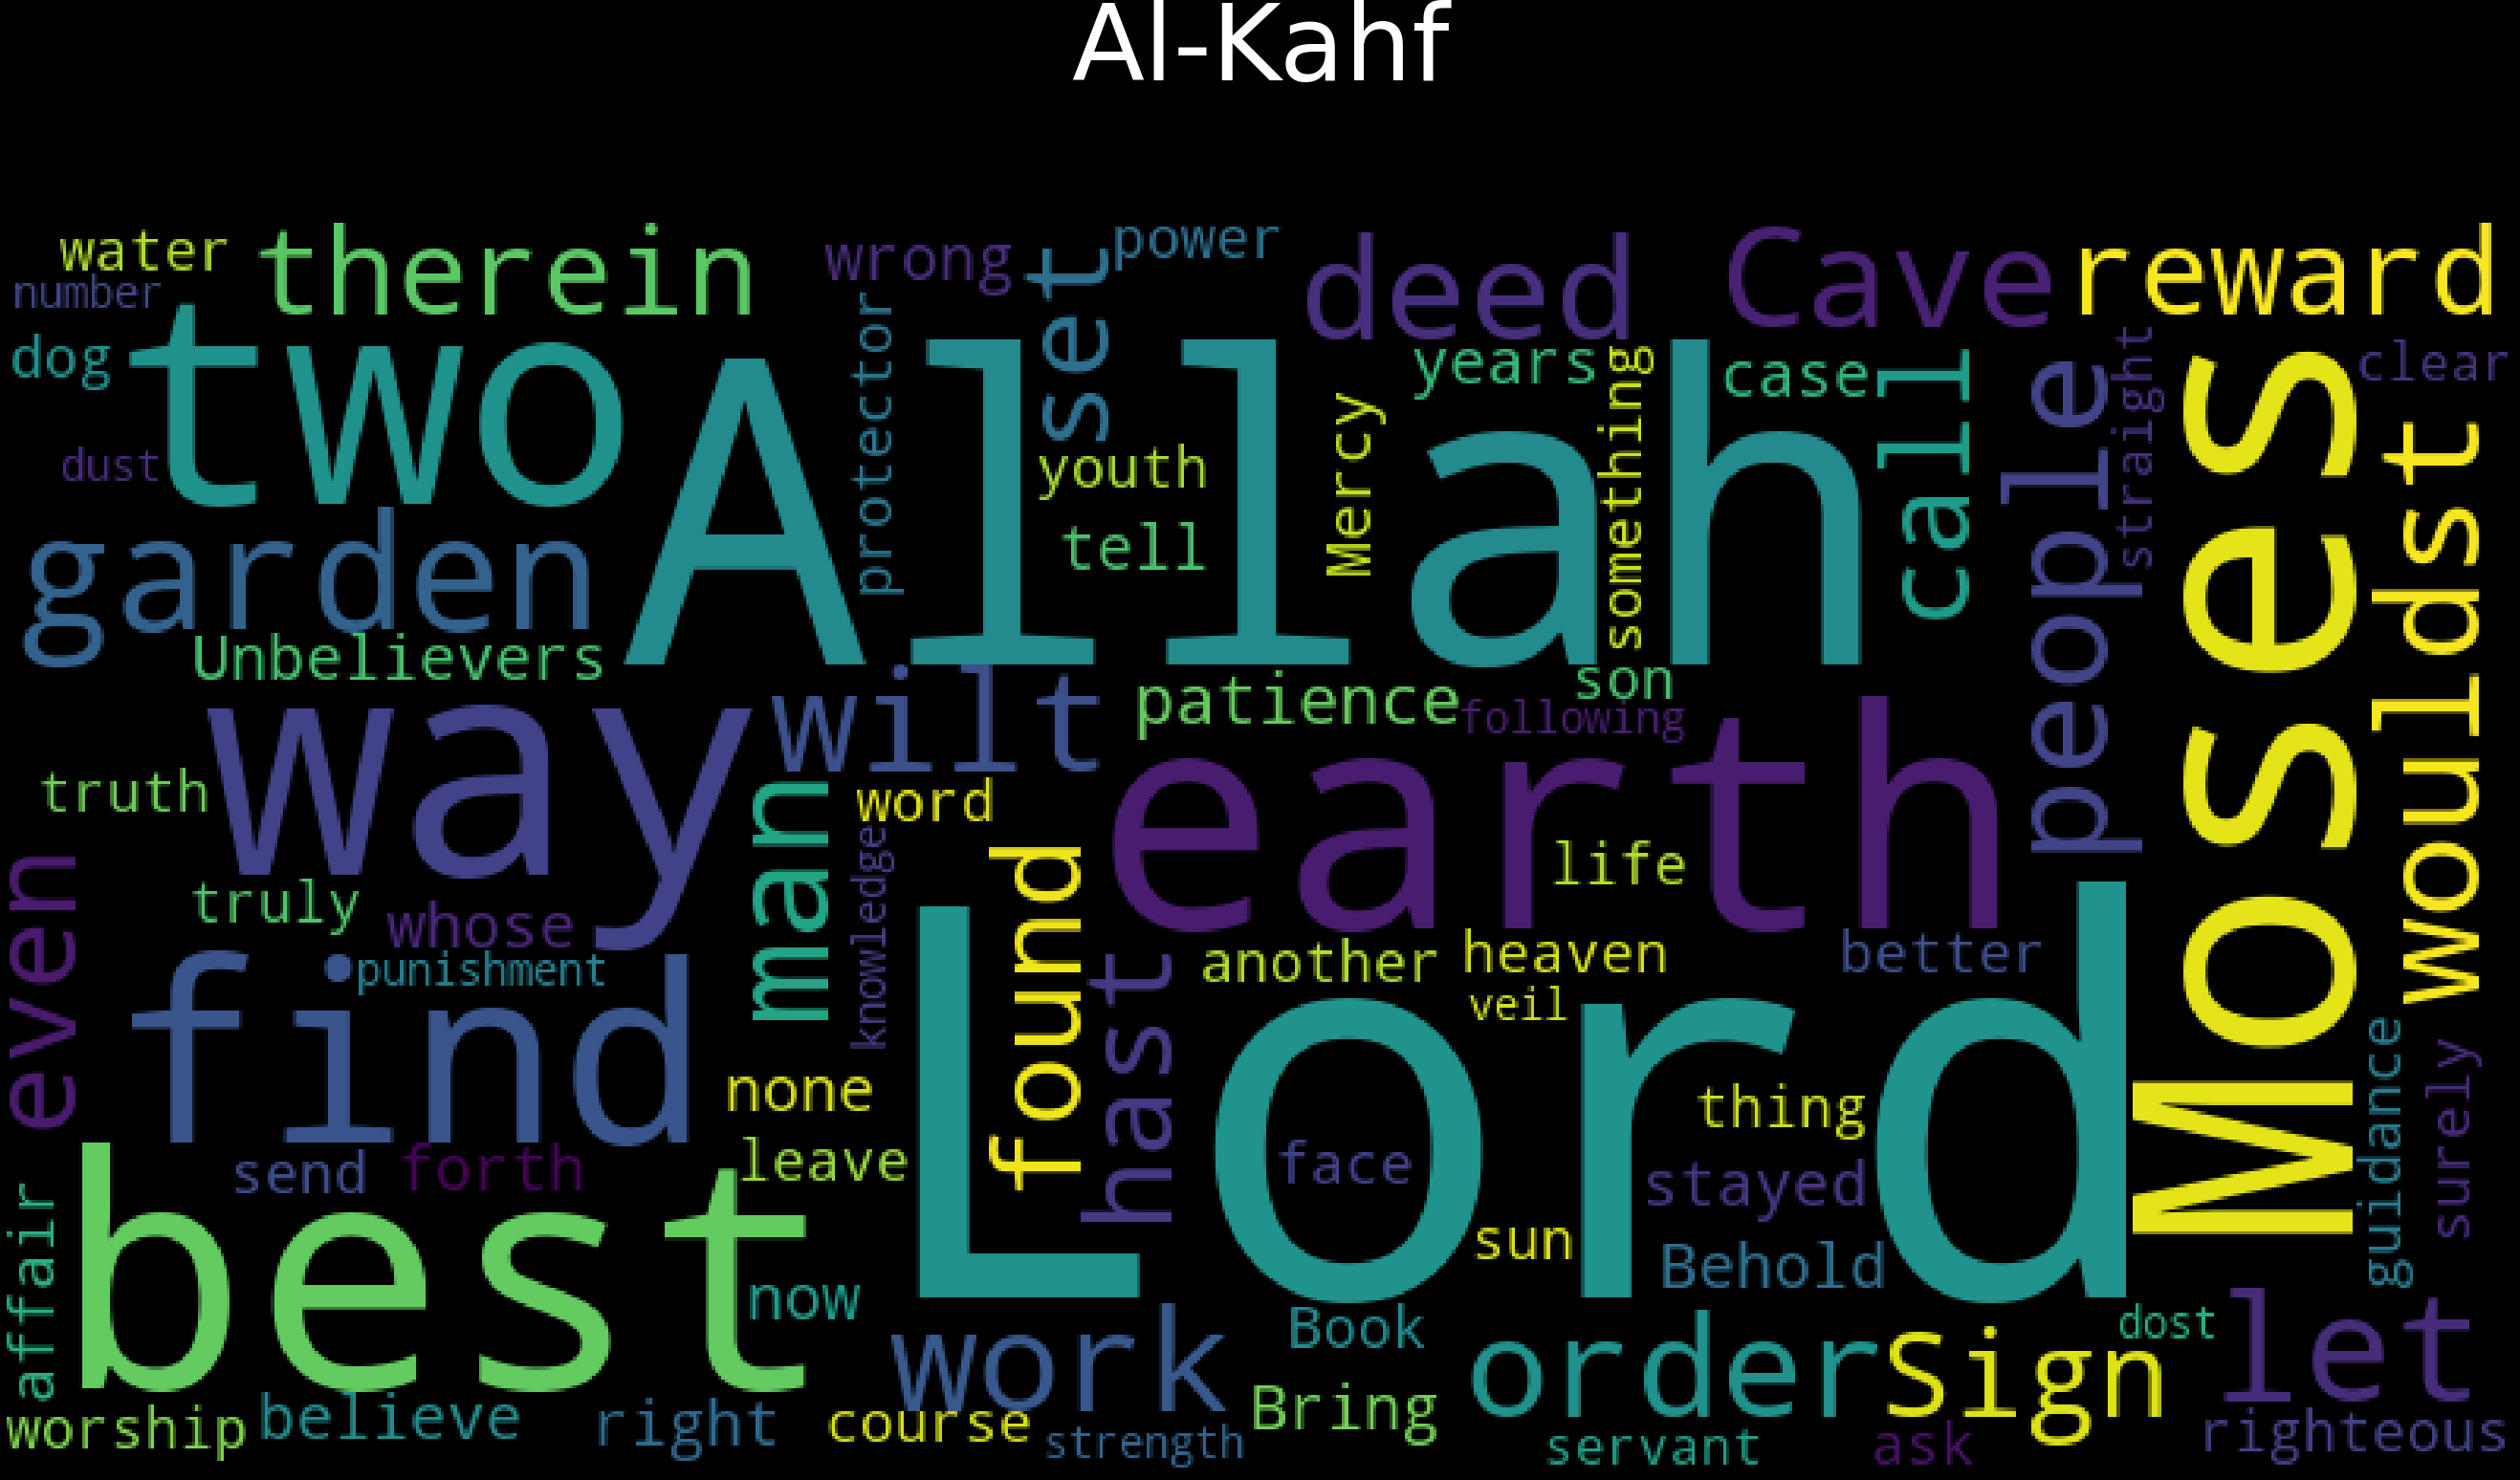 Al-Kahf
water
therein
wrong
set
power
deed
Cave
reward
number
two
dog
dust
Allah
protector
youth
tell
Mercy
years
something
case
call
people
straight
Moses
clear
wouldst
garden
Unbelievers
way
wilt
patience
son
following
truth
man
word
knowledge
found
earth
life
even
truly
whose
punishment
find
hast
another
heaven
veil
better
Lord
none
thing
guidance
surely
send
forth
leave
face
stayed
affair
best
now
sun
Behold
work
Book
order
Sign
dost
let
worship
believe
right
course
strength
Bring
servant
ask
righteous